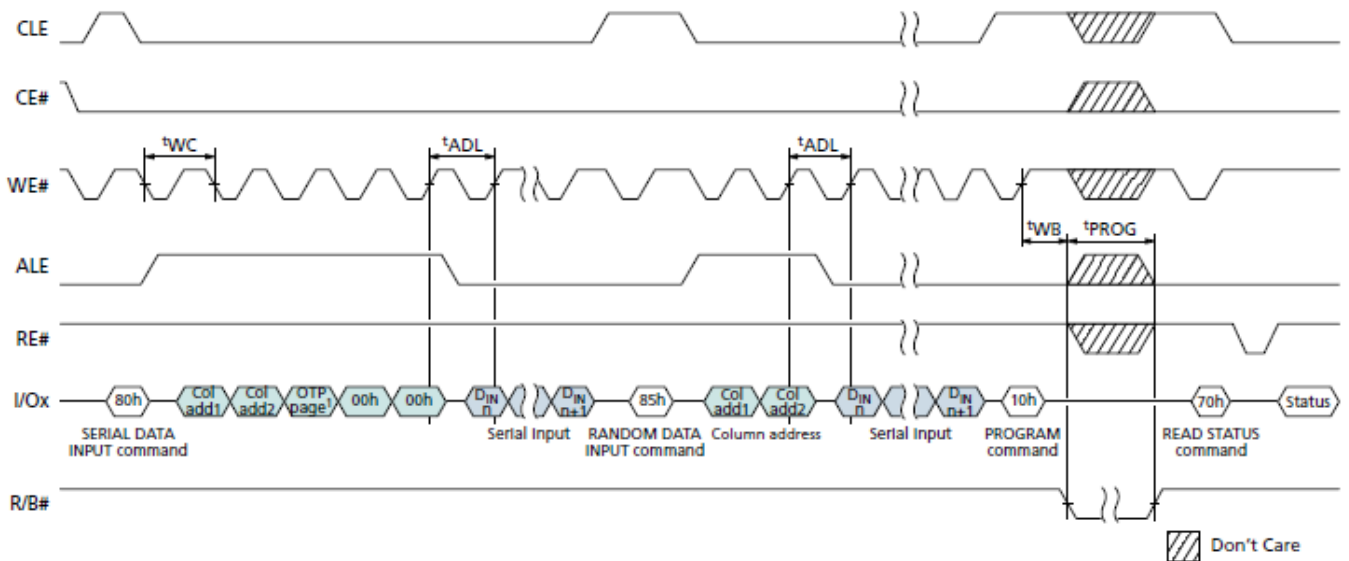 CLE
CE#
tWC
tADL
tADL
WE#
tWB
tPROG
ALE
RE#
I/Ox
80h
Col add1
Col add2
OTP page1
00h
00h
DIN n
DIN n+1
85h
Col add1
Col add2
DIN n
DIN n+1
10h
70h
Status
SERIAL DATA
INPUT command
Serial input
RANDOM DATA
INPUT command
Column address
Serial input
PROGRAM
command
READ STATUS
command
R/B#
Don't Care